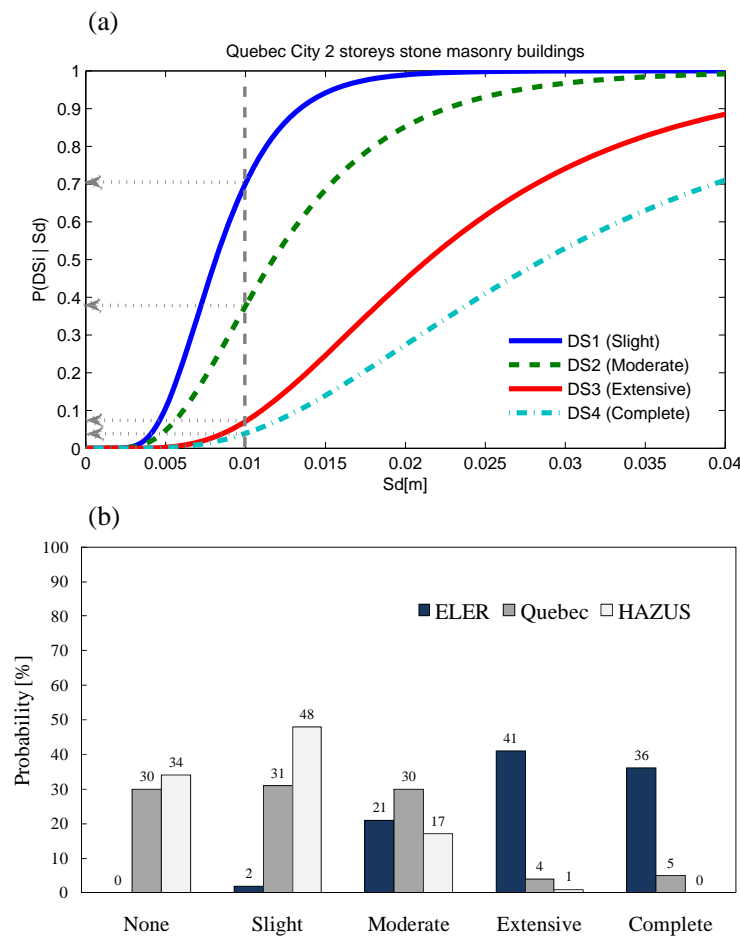 (a)
Quebec City 2 storeys stone masonry buildings
1
0.9
0.8
0.7
0.6
0.5
0.4
0.3
0.2
0.1
0
P(DSi | Sd)
DS1 (Slight)
DS2 (Moderate)
DS3 (Extensive)
DS4 (Complete)
0 0.005 0.01 0.015 0.02 0.025 0.03 0.035 0.04
Sd[m]
(b)
100
90
80
70
60
50
40
30
20
10
0
Probability [%]
ELER Quebec HAZUS
0 30 34
2 31 48
21 30 17
41 4 1
36 5 0
None Slight Moderate Extensive Complete